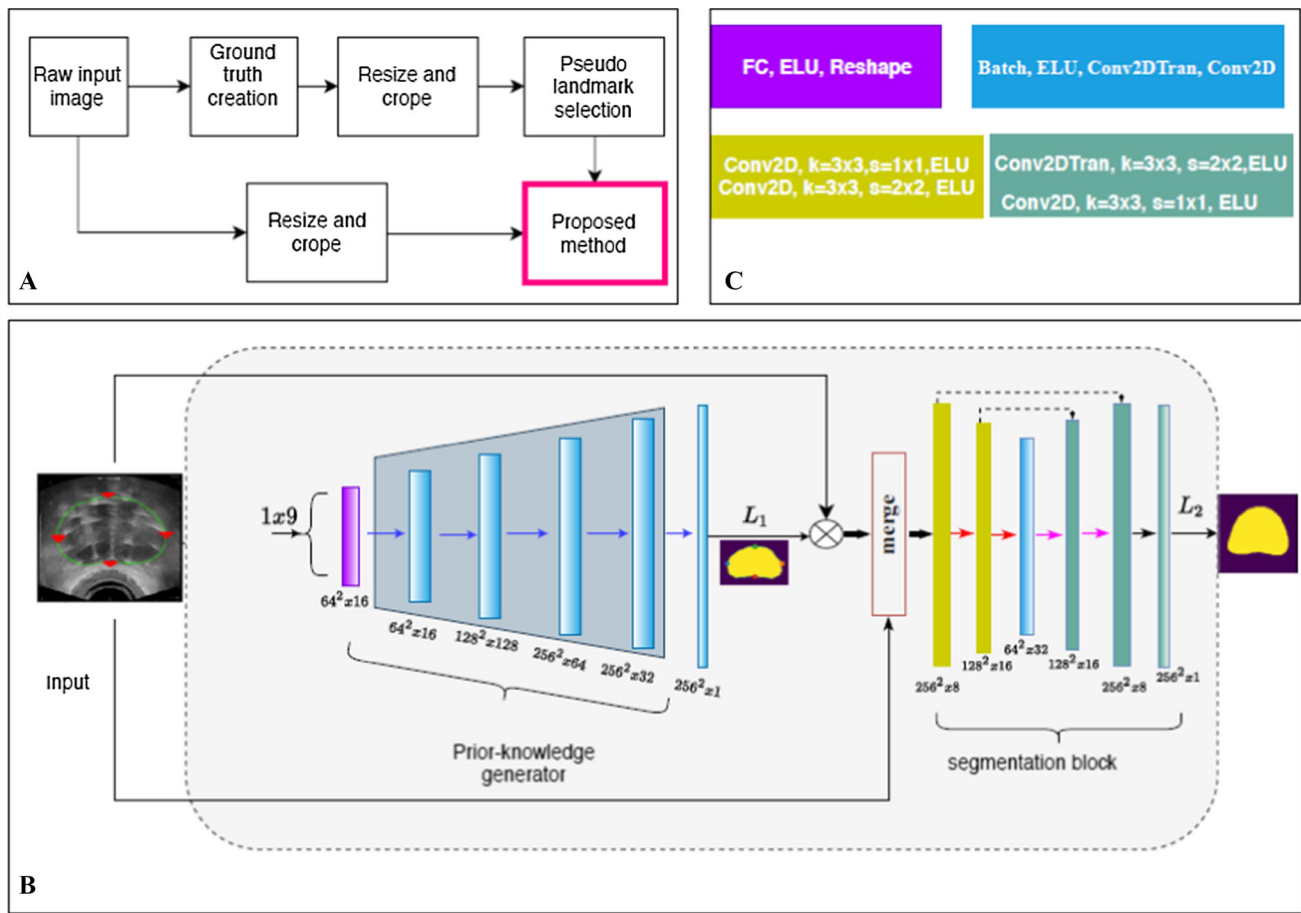 Raw input
image
Ground
truth
creation
Resize and
crope
Pseudo
landmark
selection
Resize and
crope
Proposed
method
A
FC, ELU, Reshape
Batch, ELU, Conv2DTran, Conv2D
Conv2D, k=3x3,s=1x1,ELU
Conv2D, k=3x3, s=2x2, ELU
Conv2DTran, k=3x3, s=2x2,ELU
Conv2D, k=3x3, s=1x1, ELU
C
1x9
64²x16
64²x16
128²x128
256²x64
256²x32
256²x1
L₁
merge
256²x8
128²x16
64²x32
128²x16
256²x8
256²x1
L₂
Input
Prior-knowledge
generator
segmentation block
B